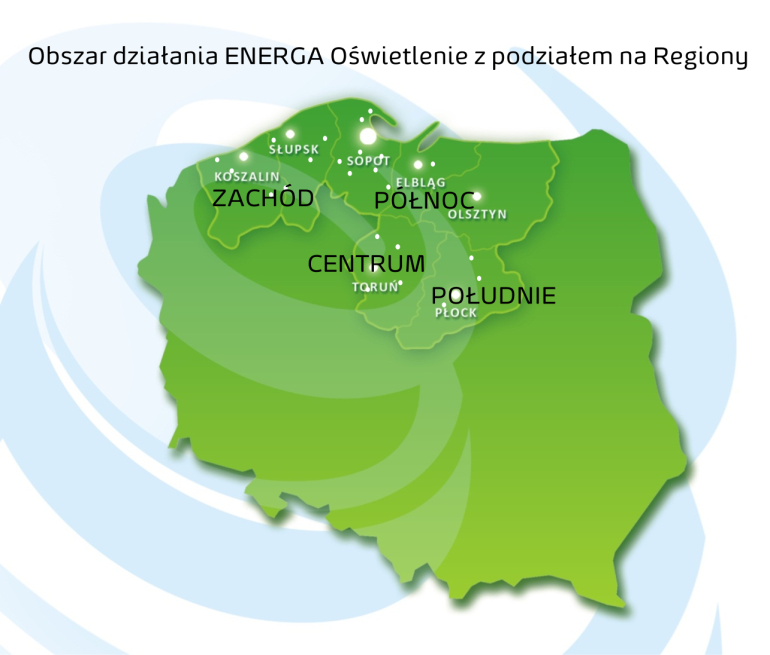 Obszar działania ENERGA Oświetlenie z podziałem na Regiony
SŁUPSK
SOPOT
KOSZALIN
ELBLĄG
ZACHÓD
PÓŁNOC
OLSZTYN
CENTRUM
TORUŃ
POŁUDNIE
PŁOCK